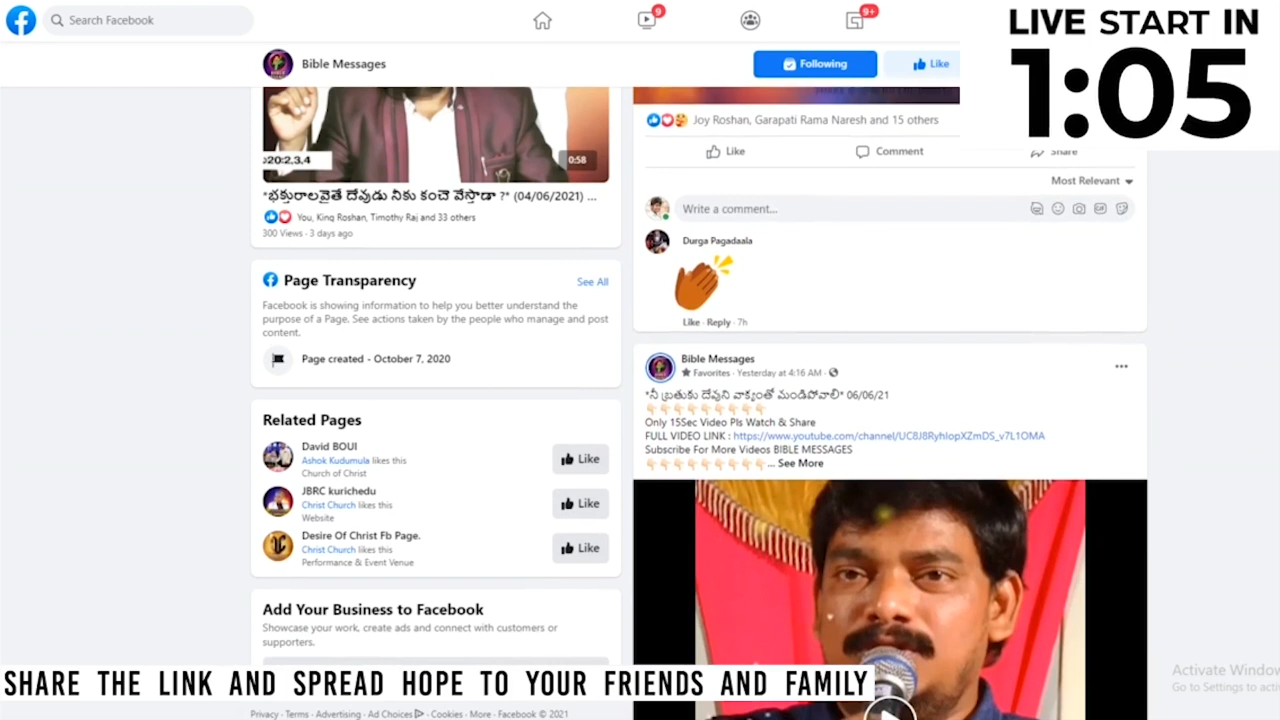 Search Facebook
9
9+
LIVE START IN
1:05
Bible Messages
Following
Like
:20:2,3,4
0:58
*భక్తురాలవైతే దేవుడు నీకు కంచె వేస్తాడా ?* (04/06/2021) ...
You, King Roshan, Timothy Raj and 33 others
300 Views · 3 days ago
Page Transparency
See All
Facebook is showing information to help you better understand the
purpose of a Page. See actions taken by the people who manage and post
content.
Page created - October 7, 2020
Related Pages
David BOUI
Ashok Kudumula likes this
Church of Christ
Like
JBRC kurichedu
Christ Church likes this
Website
Like
Desire Of Christ Fb Page.
Christ Church likes this
Performance & Event Venue
Like
Add Your Business to Facebook
Showcase your work, create ads and connect with customers or
supporters.
Privacy · Terms · Advertising · Ad Choices · Cookies · More · Facebook © 2021
Joy Roshan, Garapati Rama Naresh and 15 others
Like Comment Share
Most Relevant
Write a comment...
GIF
Durga Pagadaala
Like · Reply · 7h
Bible Messages
Favorites · Yesterday at 4:16 AM ·
*నీ బ్రతుకు దేవుని వాక్యంతో మండిపోవాలి* 06/06/21
Only 15Sec Video Pls Watch & Share
FULL VIDEO LINK : https://www.youtube.com/channel/UC8J8RyhlopXZmDS_v7L1OMA
Subscribe For More Videos BIBLE MESSAGES
... See More
SHARE THE LINK AND SPREAD HOPE TO YOUR FRIENDS AND FAMILY
Activate Window
Go to Settings to acti